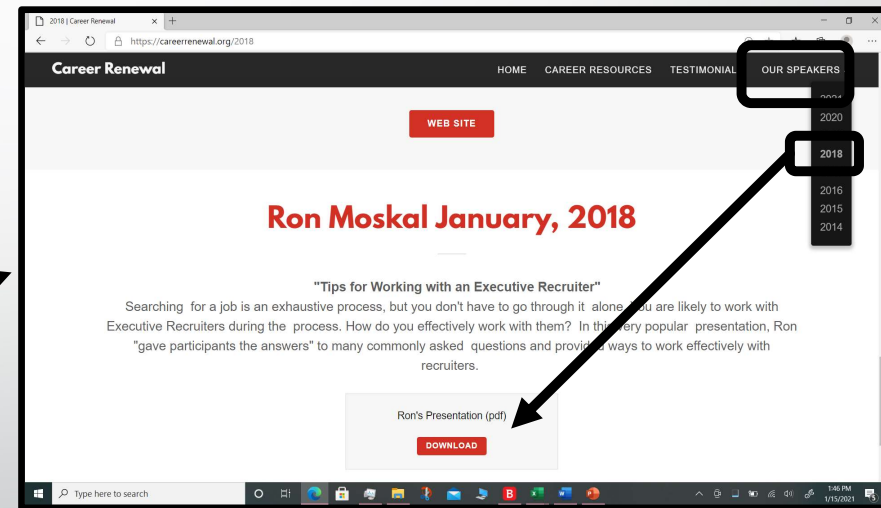 2018 | Career Renewal
https://careerrenewal.org/2018
Career Renewal
HOME CAREER RESOURCES TESTIMONIAL OUR SPEAKERS
2021
2020
2018
2016
2015
2014
WEB SITE
Ron Moskal January, 2018
"Tips for Working with an Executive Recruiter"
Searching for a job is an exhaustive process, but you don't have to go through it alone. You are likely to work with
Executive Recruiters during the process. How do you effectively work with them? In this very popular presentation, Ron
"gave participants the answers" to many commonly asked questions and provided ways to work effectively with
recruiters.
Ron's Presentation (pdf)
DOWNLOAD
Type here to search
1:46 PM
1/15/2021